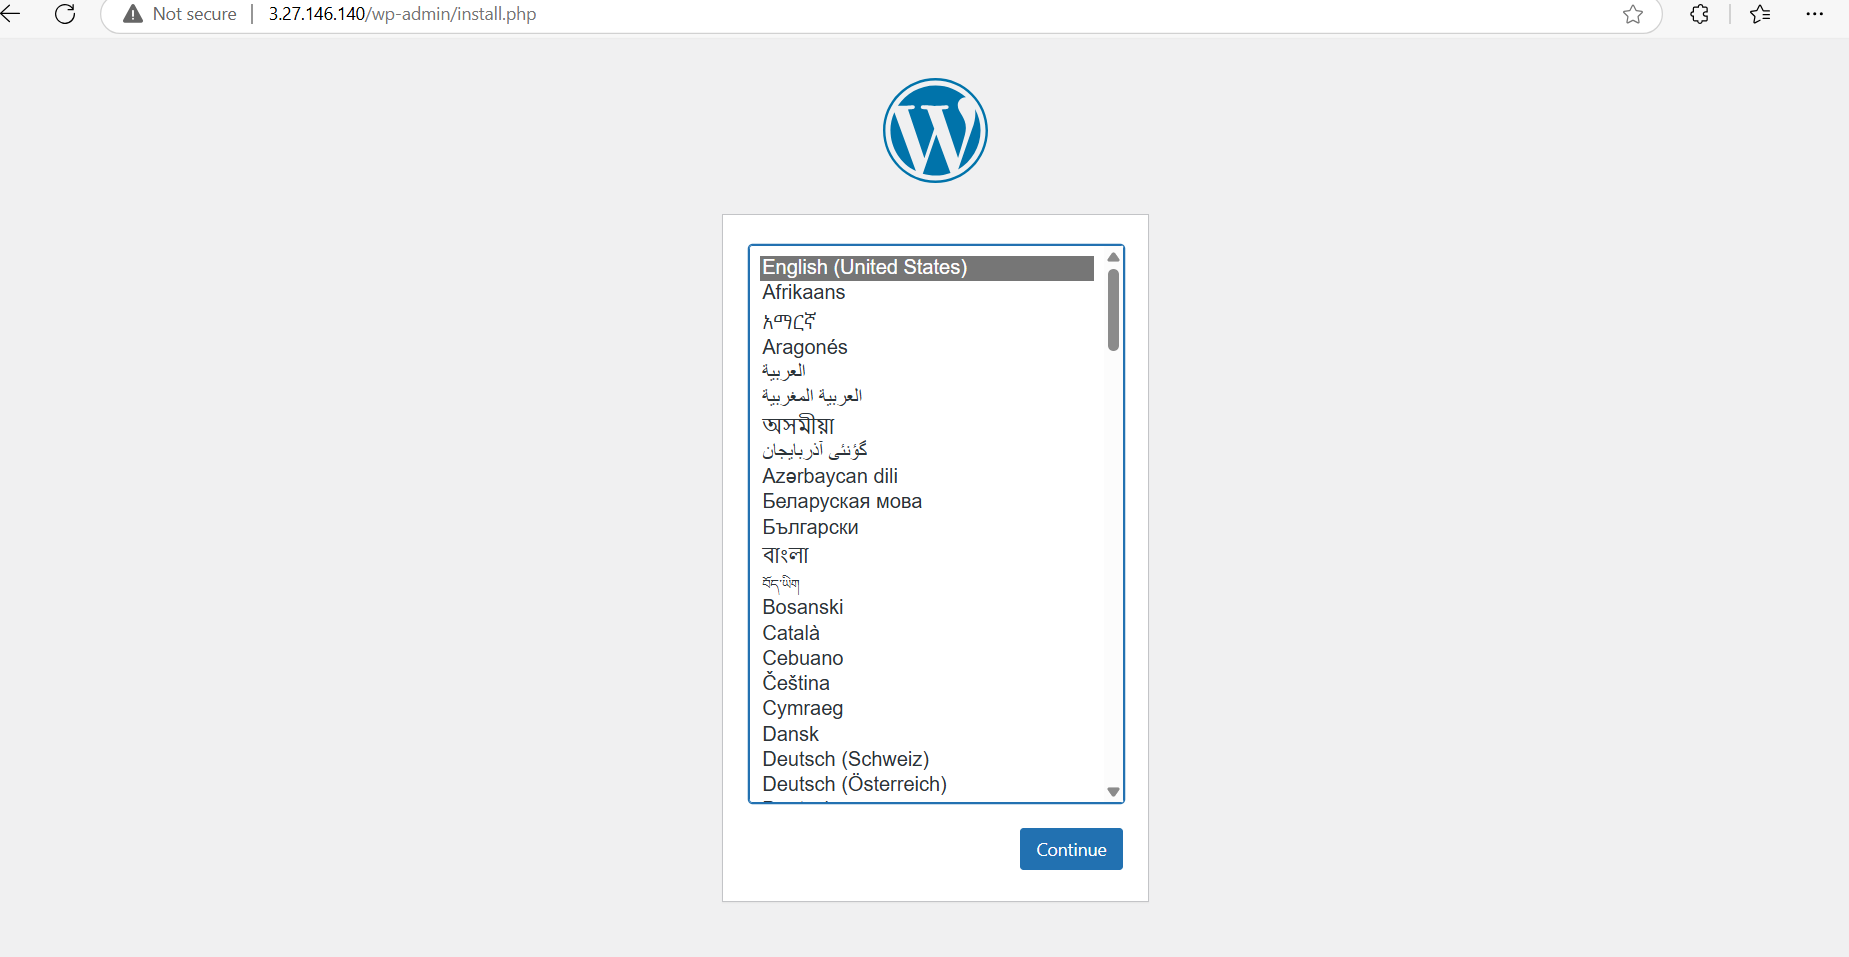 Not secure 3.27.146.140/wp-admin/install.php
English (United States)
Afrikaans
አማርኛ
Aragonés
العربية
العربية المغربية
অসমীয়া
گؤنئی آذربایجان
Azərbaycan dili
Беларуская мова
Български
বাংলা
བོད་ཡིག
Bosanski
Català
Cebuano
Čeština
Cymraeg
Dansk
Deutsch (Schweiz)
Deutsch (Österreich)
Continue